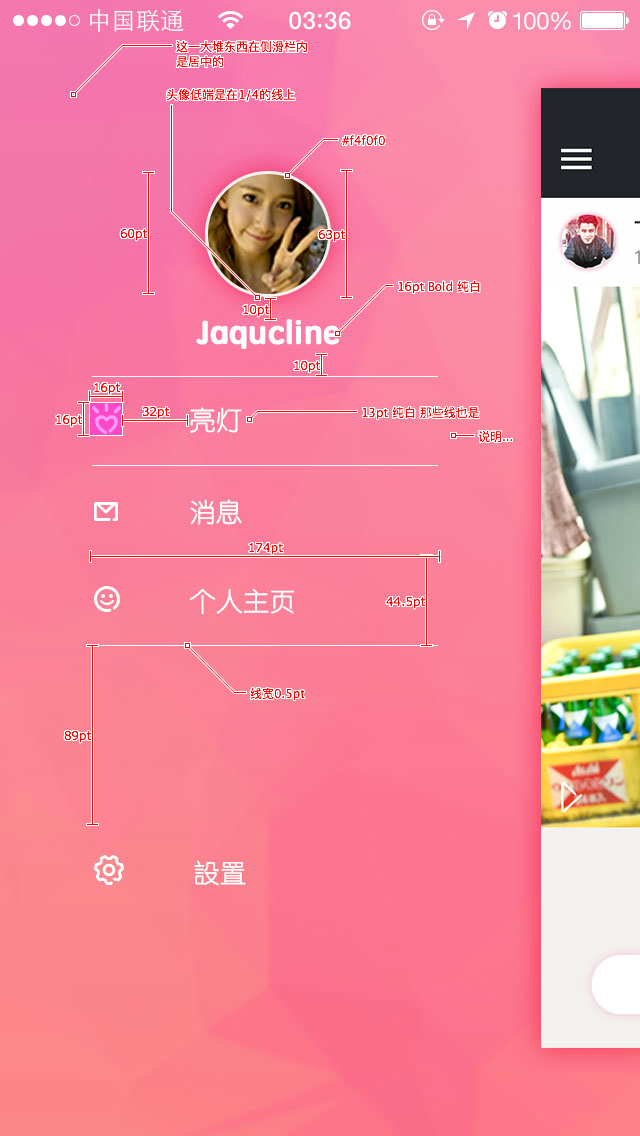 中国联通
03:36
100%
这一大堆东西在侧滑栏内
是居中的
头像低端是在1/4的线上
#f4f0f0
60pt
63pt
16pt Bold 纯白
10pt
Jaqucline
10pt
16pt
16pt
32pt
亮灯
13pt 纯白 那些线也是
说明...
消息
174pt
个人主页
44.5pt
线宽0.5pt
89pt
設置